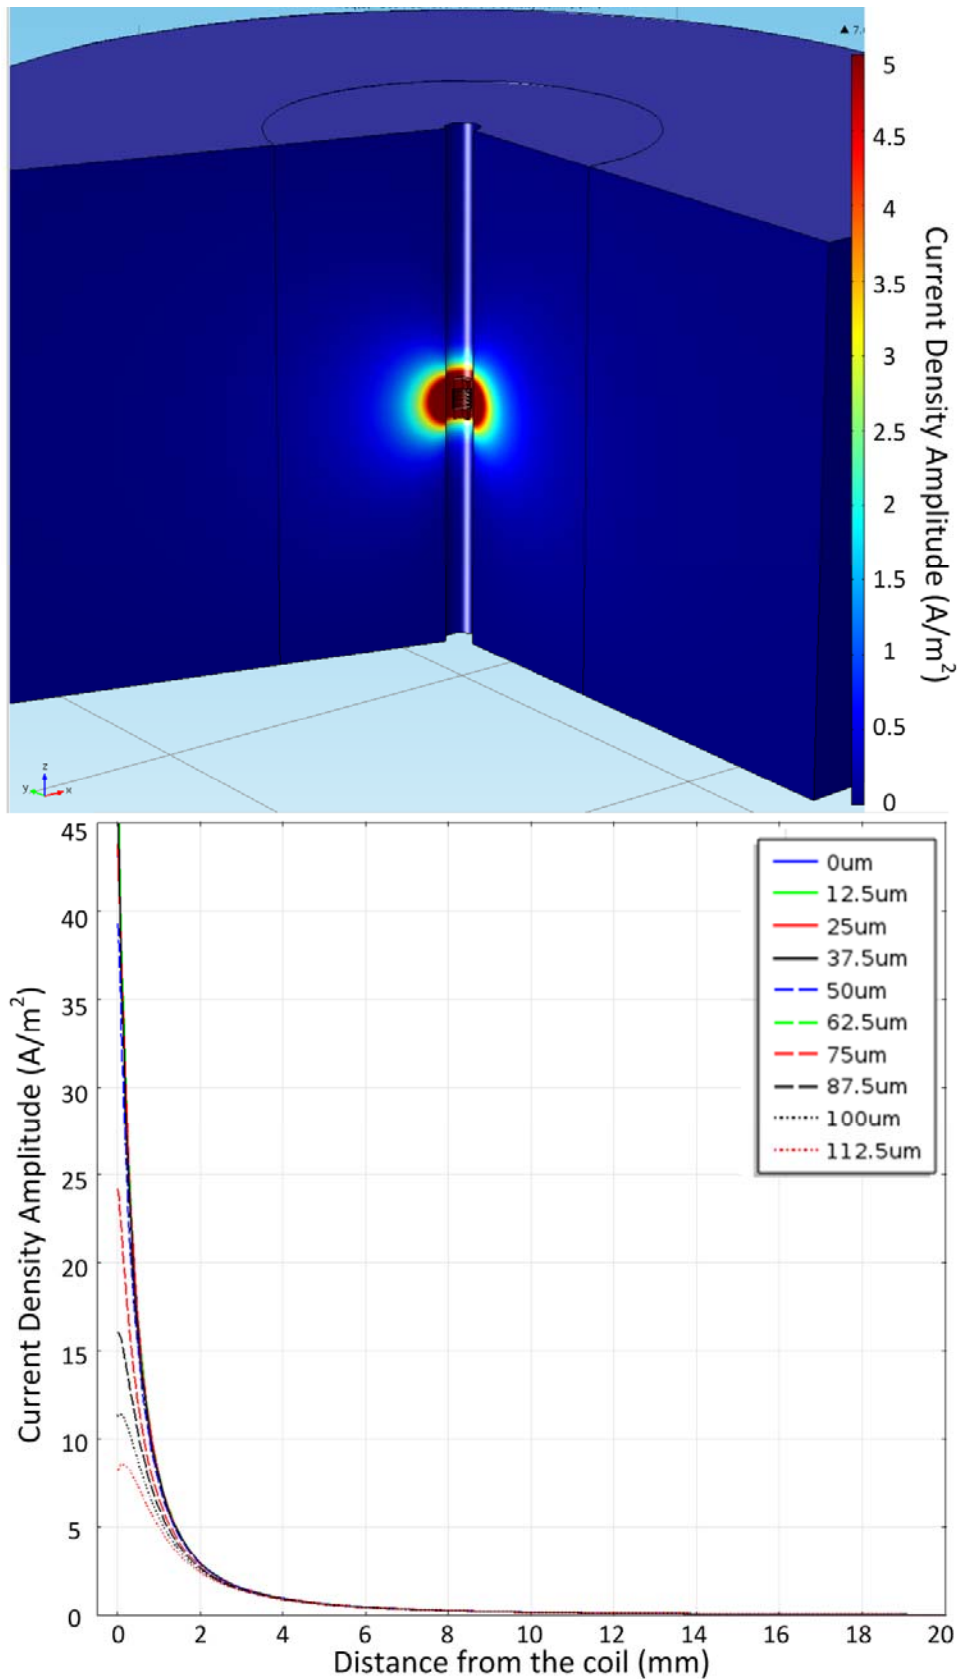 ▲ 7.
5
4.5
4
3.5
3
2.5
2
1.5
1
0.5
0
Current Density Amplitude (A/m²)
z
y
x
45
40
35
30
25
20
15
10
5
0
Current Density Amplitude (A/m²)
0um
12.5um
25um
37.5um
50um
62.5um
75um
87.5um
100um
112.5um
0 2 4 6 8 10 12 14 16 18 20
Distance from the coil (mm)